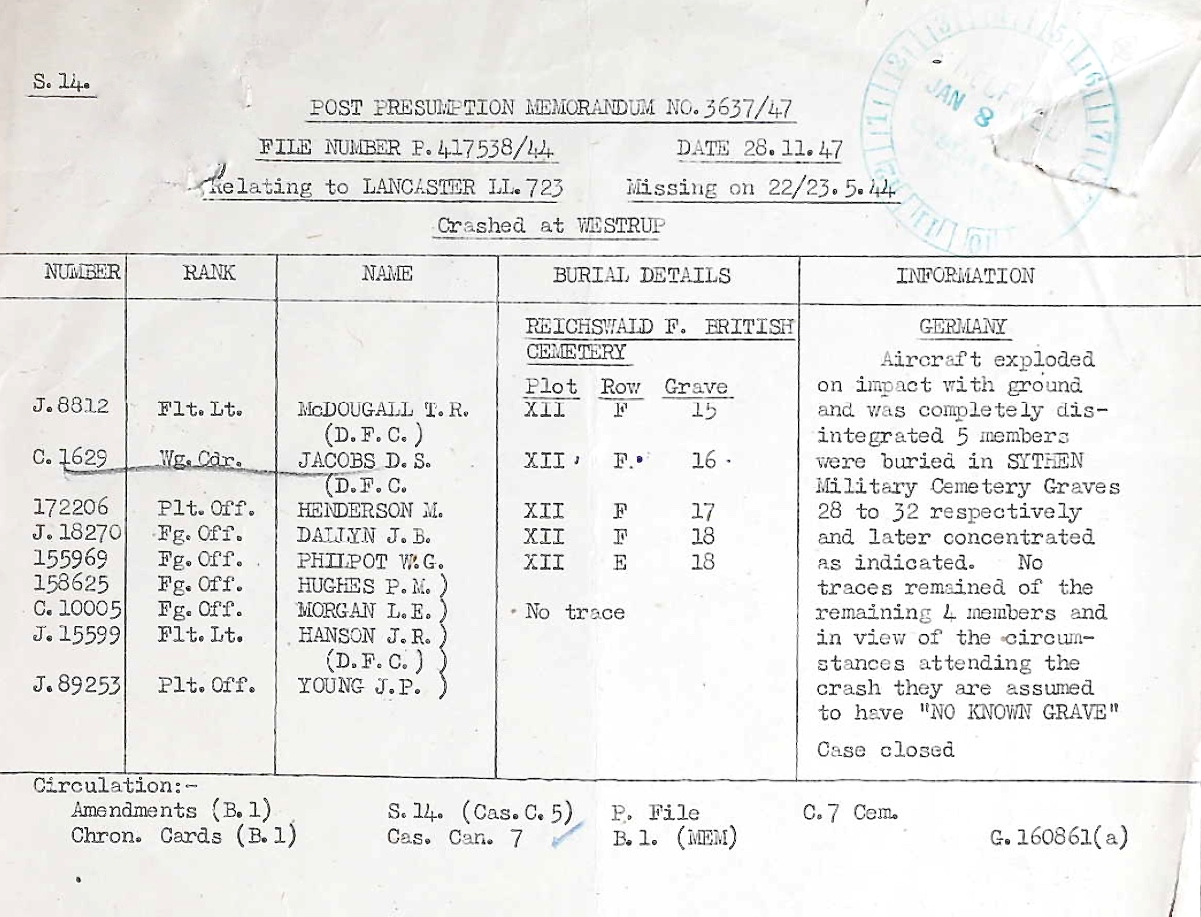 S. 14.
POST PRESUMPTION MEMORANDUM NO. 3637/47
FILE NUMBER P. 417538/44 DATE 28.11.47
Relating to LANCASTER LL. 723 Missing on 22/23.5.44
Crashed at WESTRUP
JAN 8
NUMBER RANK NAME BURIAL DETAILS INFORMATION
REICHSWALD F. BRITISH GERMANY
CEMETERY Aircraft exploded
Plot Row Grave on impact with ground
J. 8812 Flt. Lt. McDOUGALL T. R. XII F 15 and was completely dis-
(D. F. C.) integrated 5 members
C. 1629 Wg. Cdr. JACOBS D. S. XII F. 16 were buried in SYTHEN
(D. F. C. Military Cemetery Graves
172206 Plt. Off. HENDERSON M. XII F 17 28 to 32 respectively
J. 18270 Fg. Off. DALLYN J. B. XII F 18 and later concentrated
155969 Fg. Off. PHILPOT W. G. XII E 18 as indicated. No
158625 Fg. Off. HUGHES P. M. ) traces remained of the
C. 10005 Fg. Off. MORGAN L. E. ) No trace remaining 4 members and
J. 15599 Flt. Lt. HANSON J. R. ) in view of the circum-
(D. F. C. ) ) stances attending the
J. 89253 Plt. Off. YOUNG J. P. ) crash they are assumed
to have "NO KNOWN GRAVE"
Case closed
Circulation:-
Amendments (B. 1) S. 14. (Cas. C. 5) P. File C. 7 Cem.
Chron. Cards (B. 1) Cas. Can. 7 B. 1. (MEM) G. 160861(a)